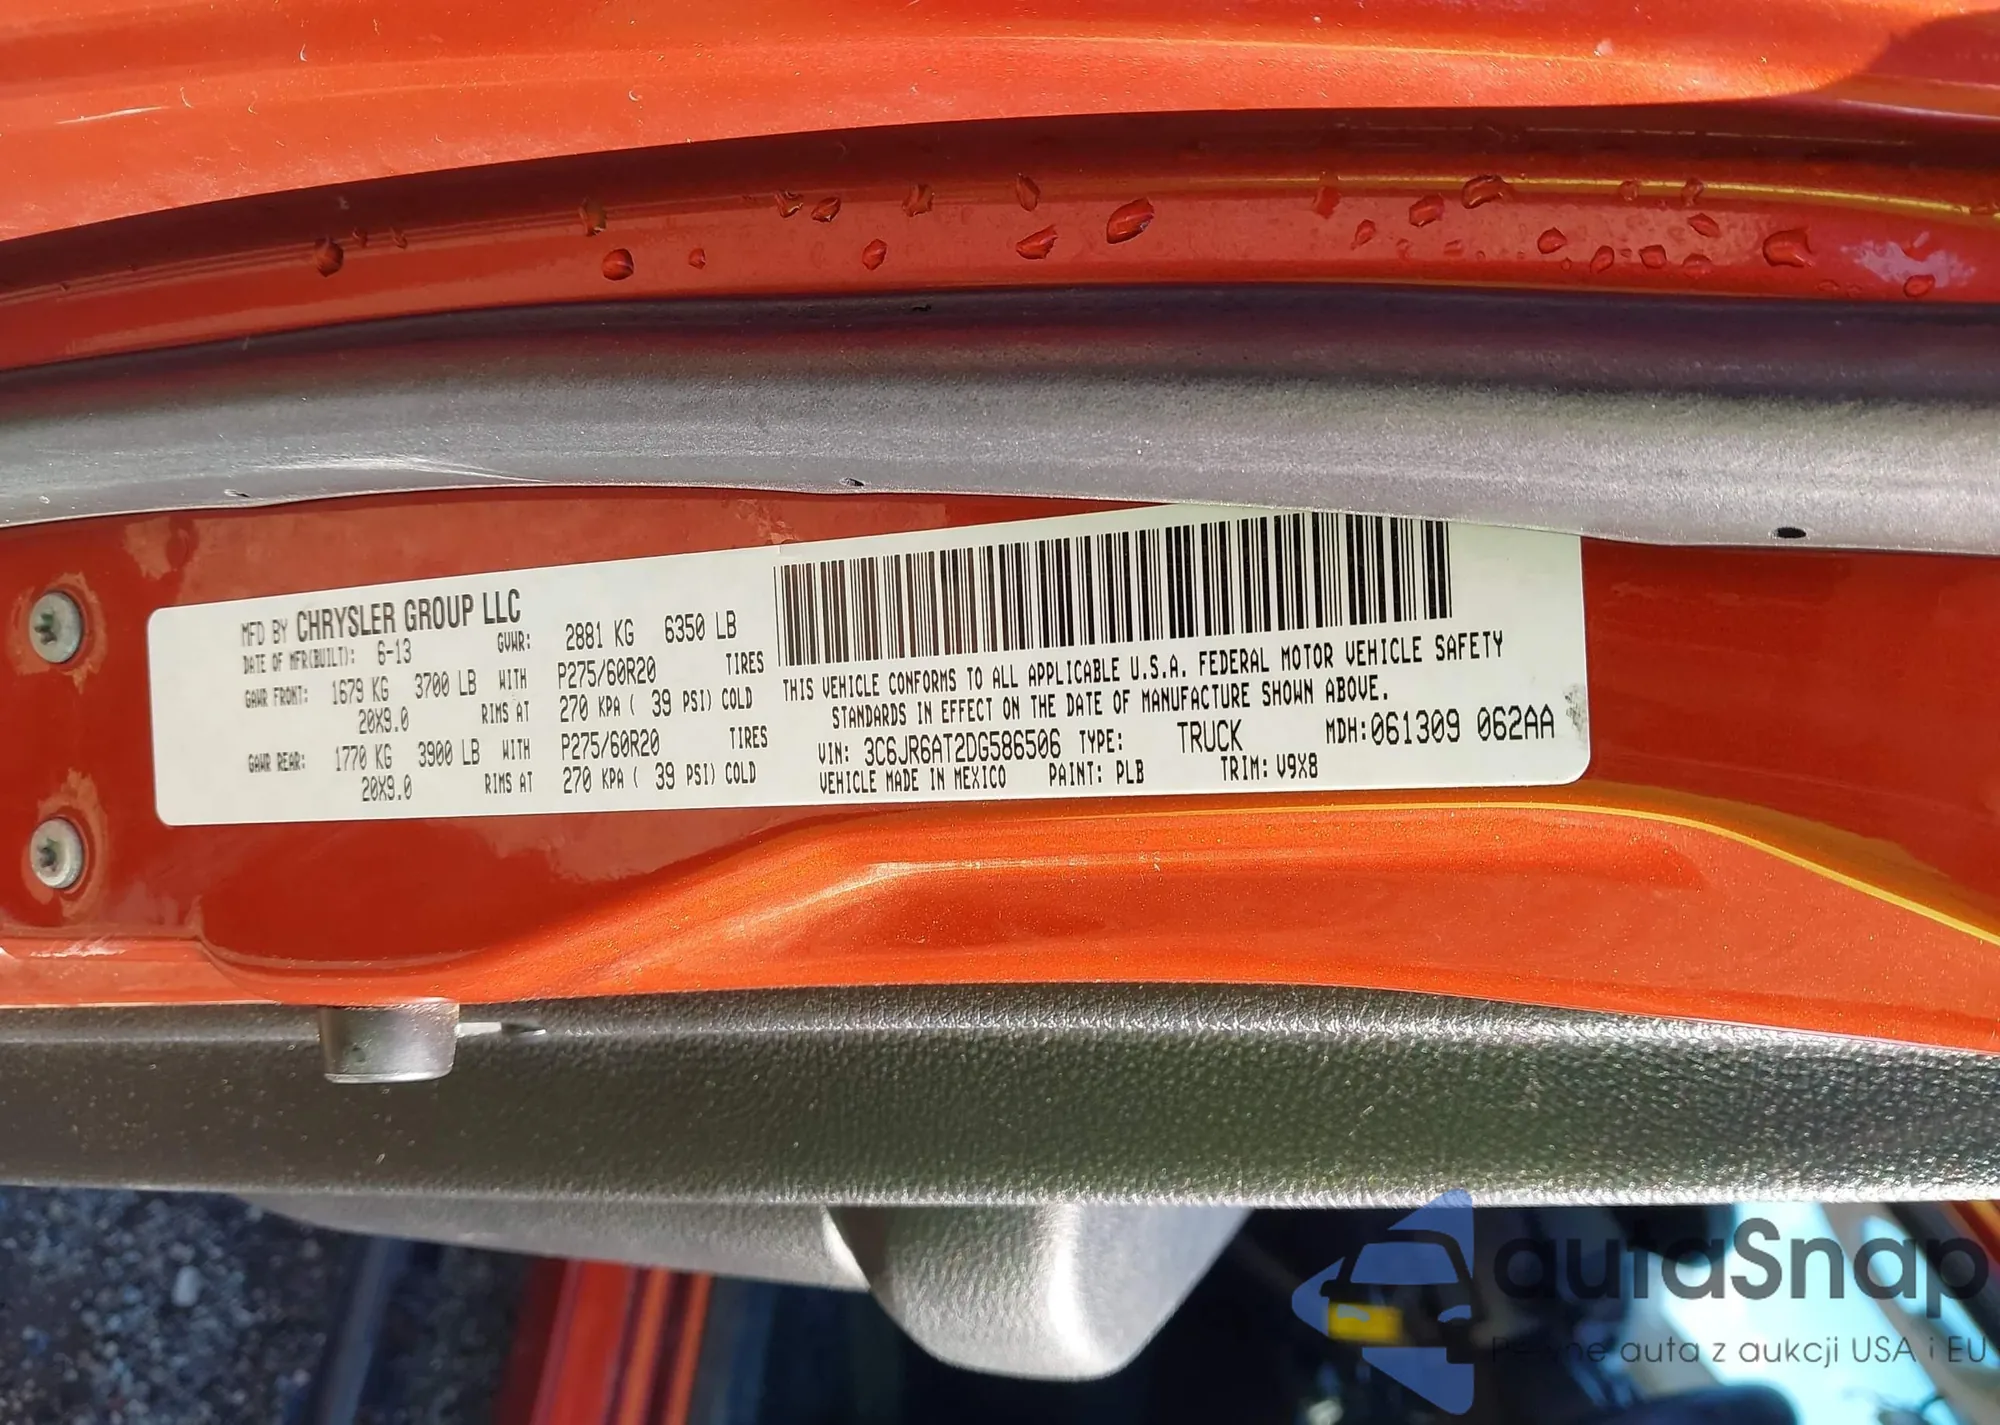 MFD BY CHRYSLER GROUP LLC
DATE OF MFR(BUILT): 6-13 GVWR: 2881 KG 6350 LB
GAWR FRONT: 1679 KG 3700 LB WITH P275/60R20 TIRES
20X9.0 RIMS AT 270 KPA ( 39 PSI) COLD
GAWR REAR: 1770 KG 3900 LB WITH P275/60R20 TIRES
20X9.0 RIMS AT 270 KPA ( 39 PSI) COLD
THIS VEHICLE CONFORMS TO ALL APPLICABLE U.S.A. FEDERAL MOTOR VEHICLE SAFETY
STANDARDS IN EFFECT ON THE DATE OF MANUFACTURE SHOWN ABOVE.
VIN: 3C6JR6AT2DG586506 TYPE: TRUCK MDH:061309 062AA
VEHICLE MADE IN MEXICO PAINT: PLB TRIM: V9X8
autaSnap
auta z aukcji USA i EU